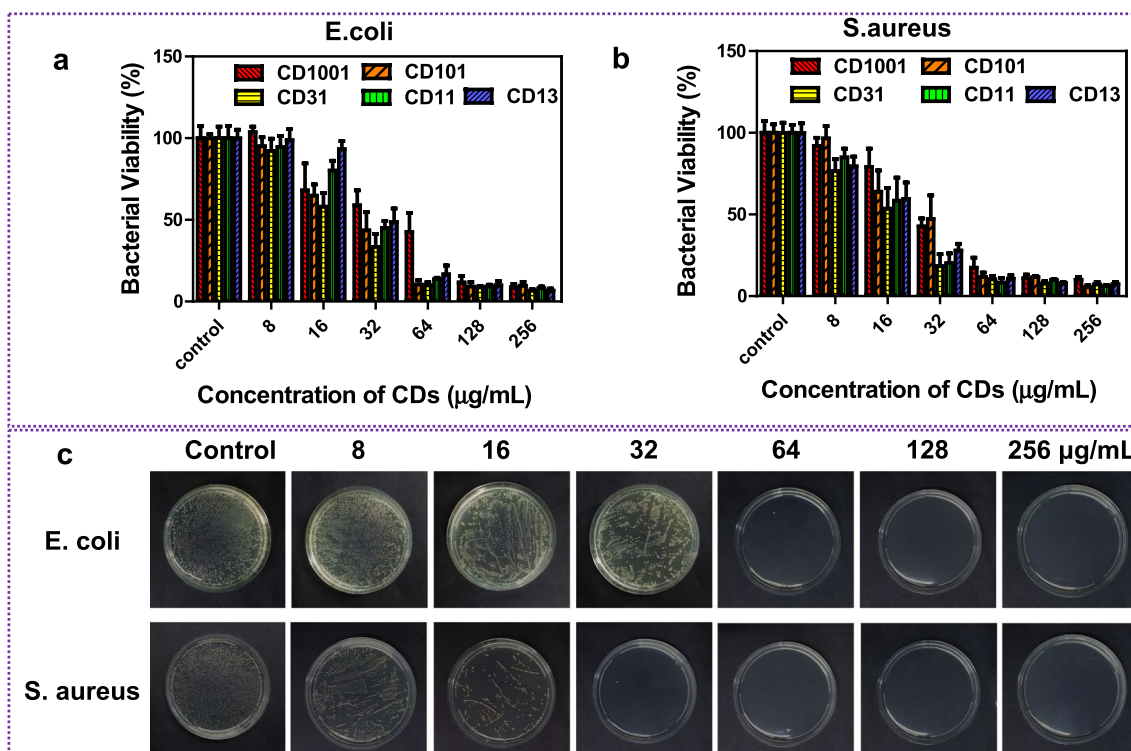 a
E.coli
Bacterial Viability (%)
150
100
50
0
CD1001
CD101
CD31
CD11
CD13
control
8
16
32
64
128
256
Concentration of CDs (μg/mL)
b
S.aureus
Bacterial Viability (%)
150
100
50
0
CD1001
CD101
CD31
CD11
CD13
control
8
16
32
64
128
256
Concentration of CDs (μg/mL)
c
Control 8 16 32 64 128 256 μg/mL
E. coli
S. aureus